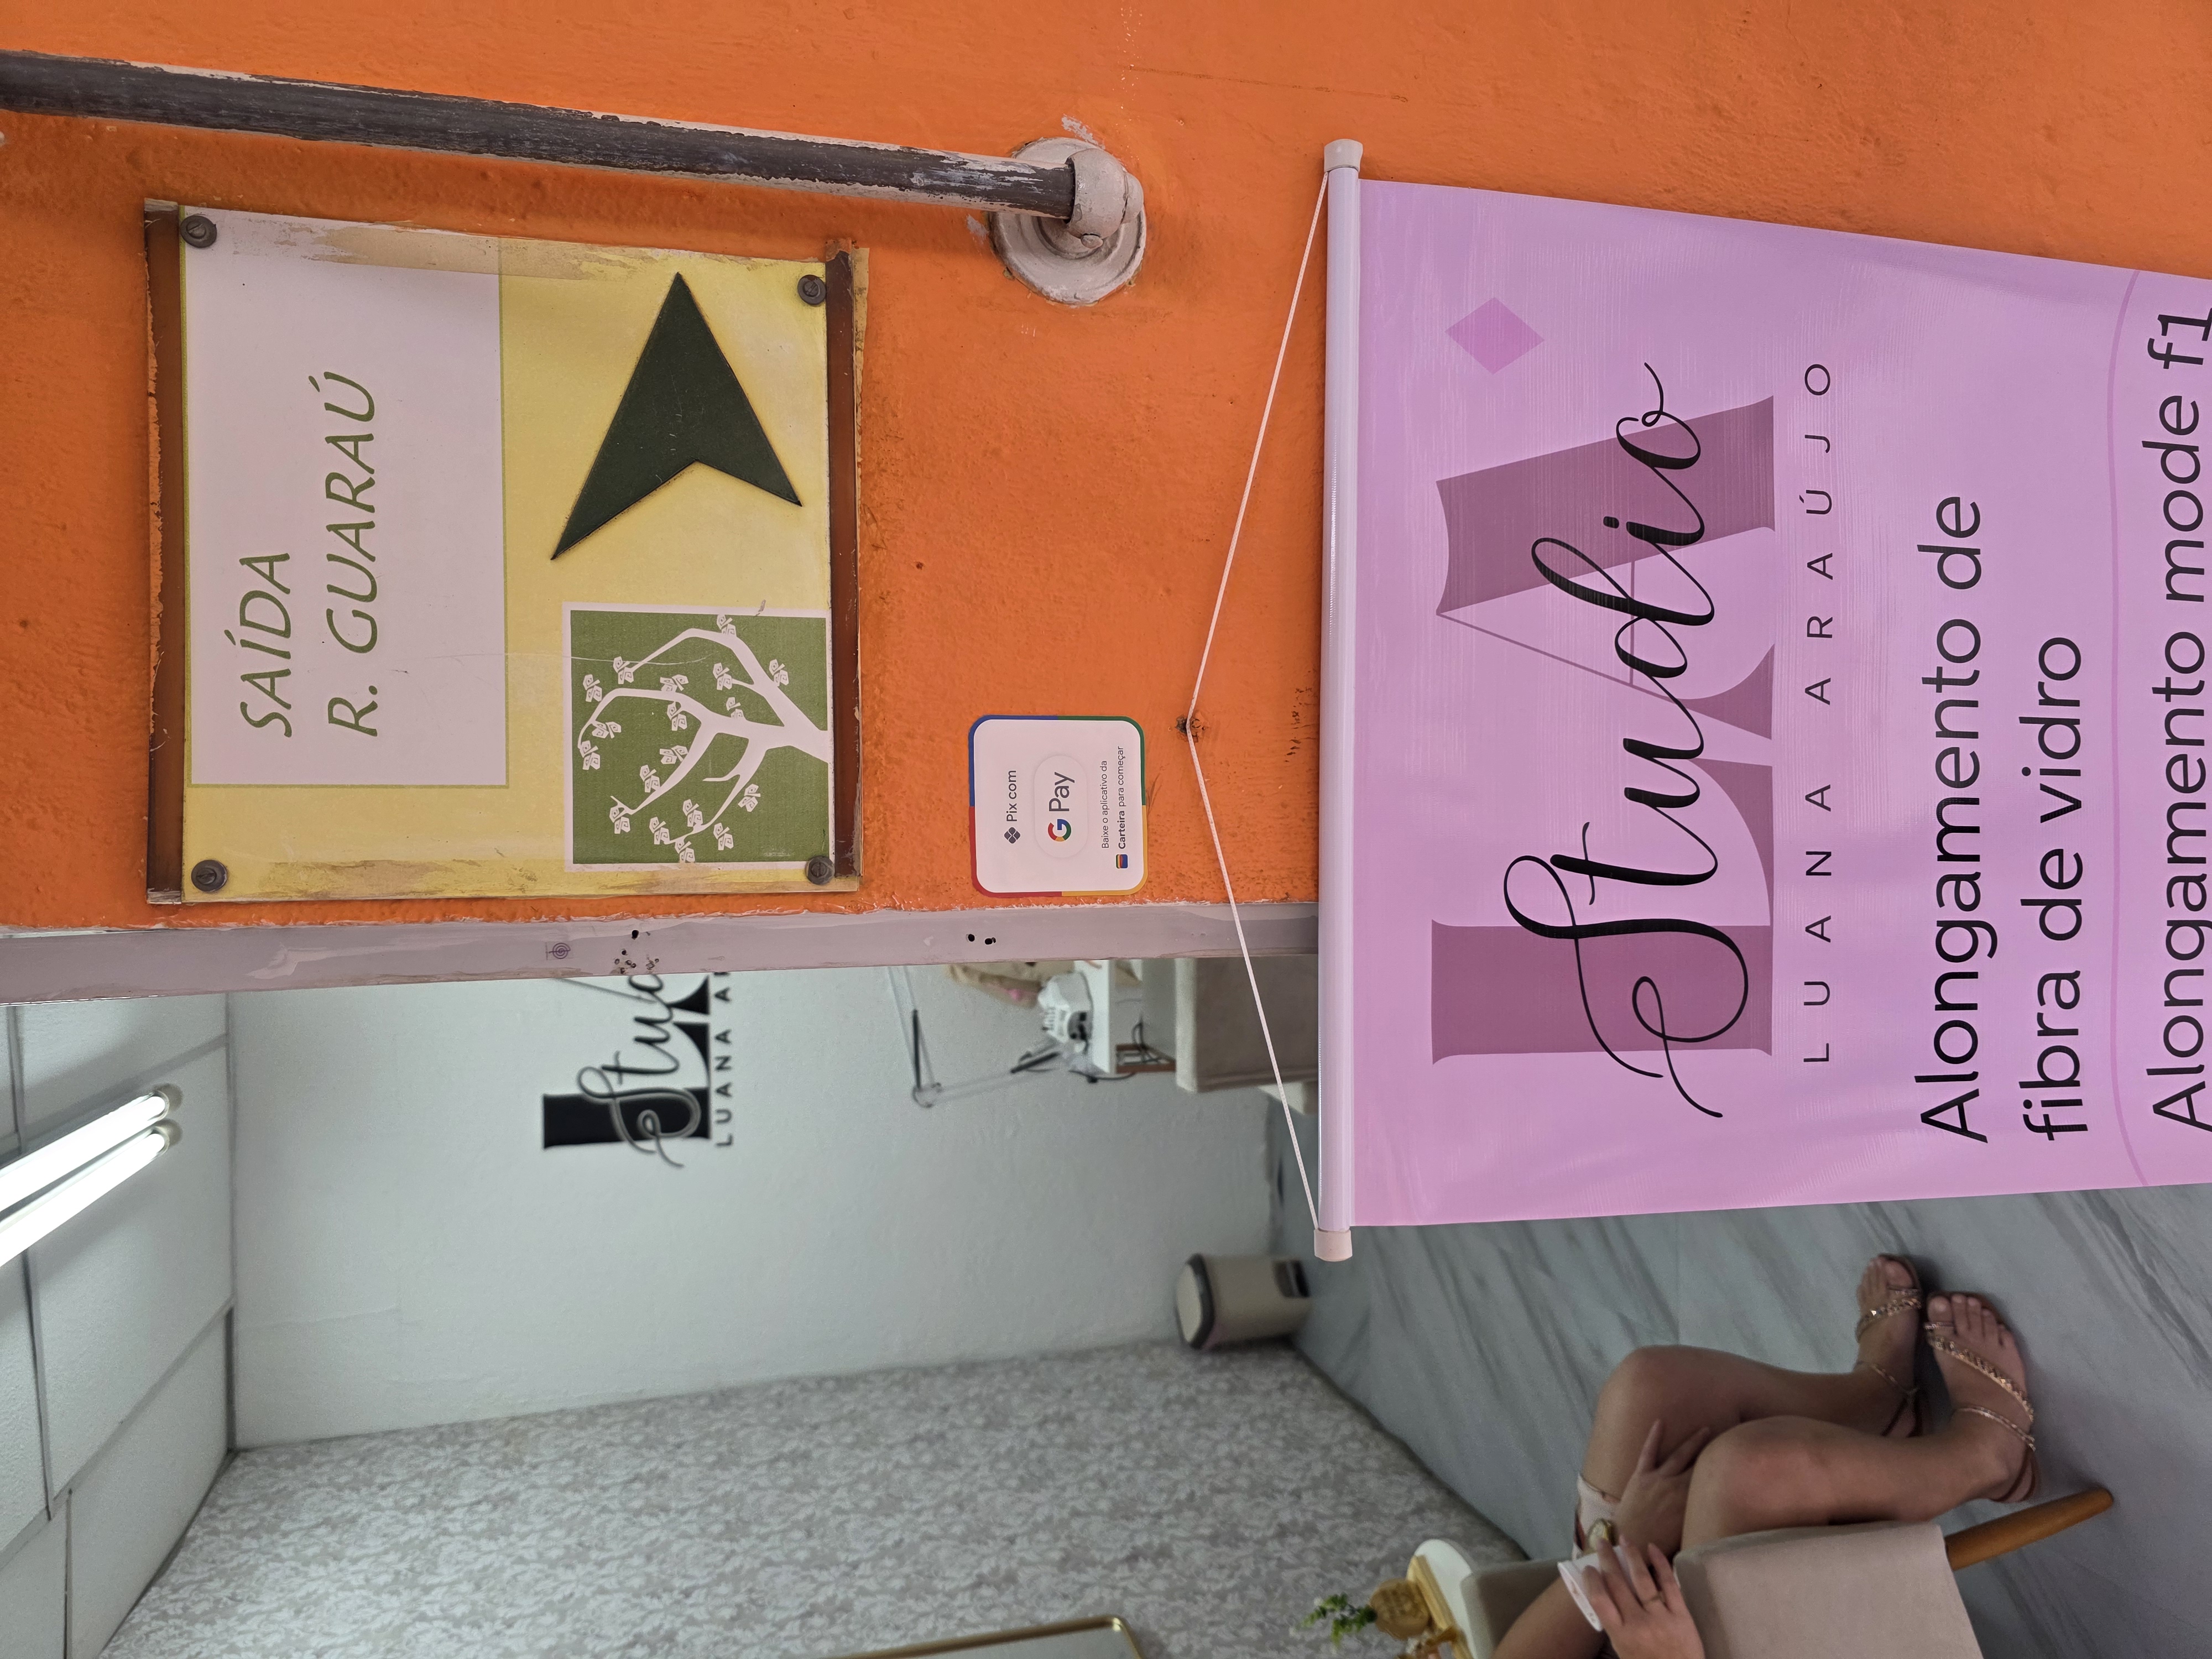 SAÍDA
R. GUARAÚ
Stud
LUANA AR
Pix com
G Pay
Baixe o aplicativo da
Carteira para começar
LA
Studio
LUANA ARAÚJO
Alongamento de
fibra de vidro
Alongamento mode f1